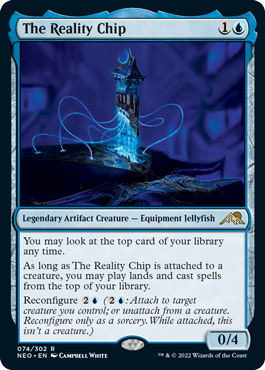 The Reality Chip 1
Legendary Artifact Creature — Equipment Jellyfish
You may look at the top card of your library
any time.
As long as The Reality Chip is attached to a
creature, you may play lands and cast spells
from the top of your library.
Reconfigure 2 (2 : Attach to target
creature you control; or unattach from a creature.
Reconfigure only as a sorcery. While attached, this
isn't a creature.)
0/4
074/302 R
NEO • EN CAMPBELL WHITE
™ & © 2022 Wizards of the Coast